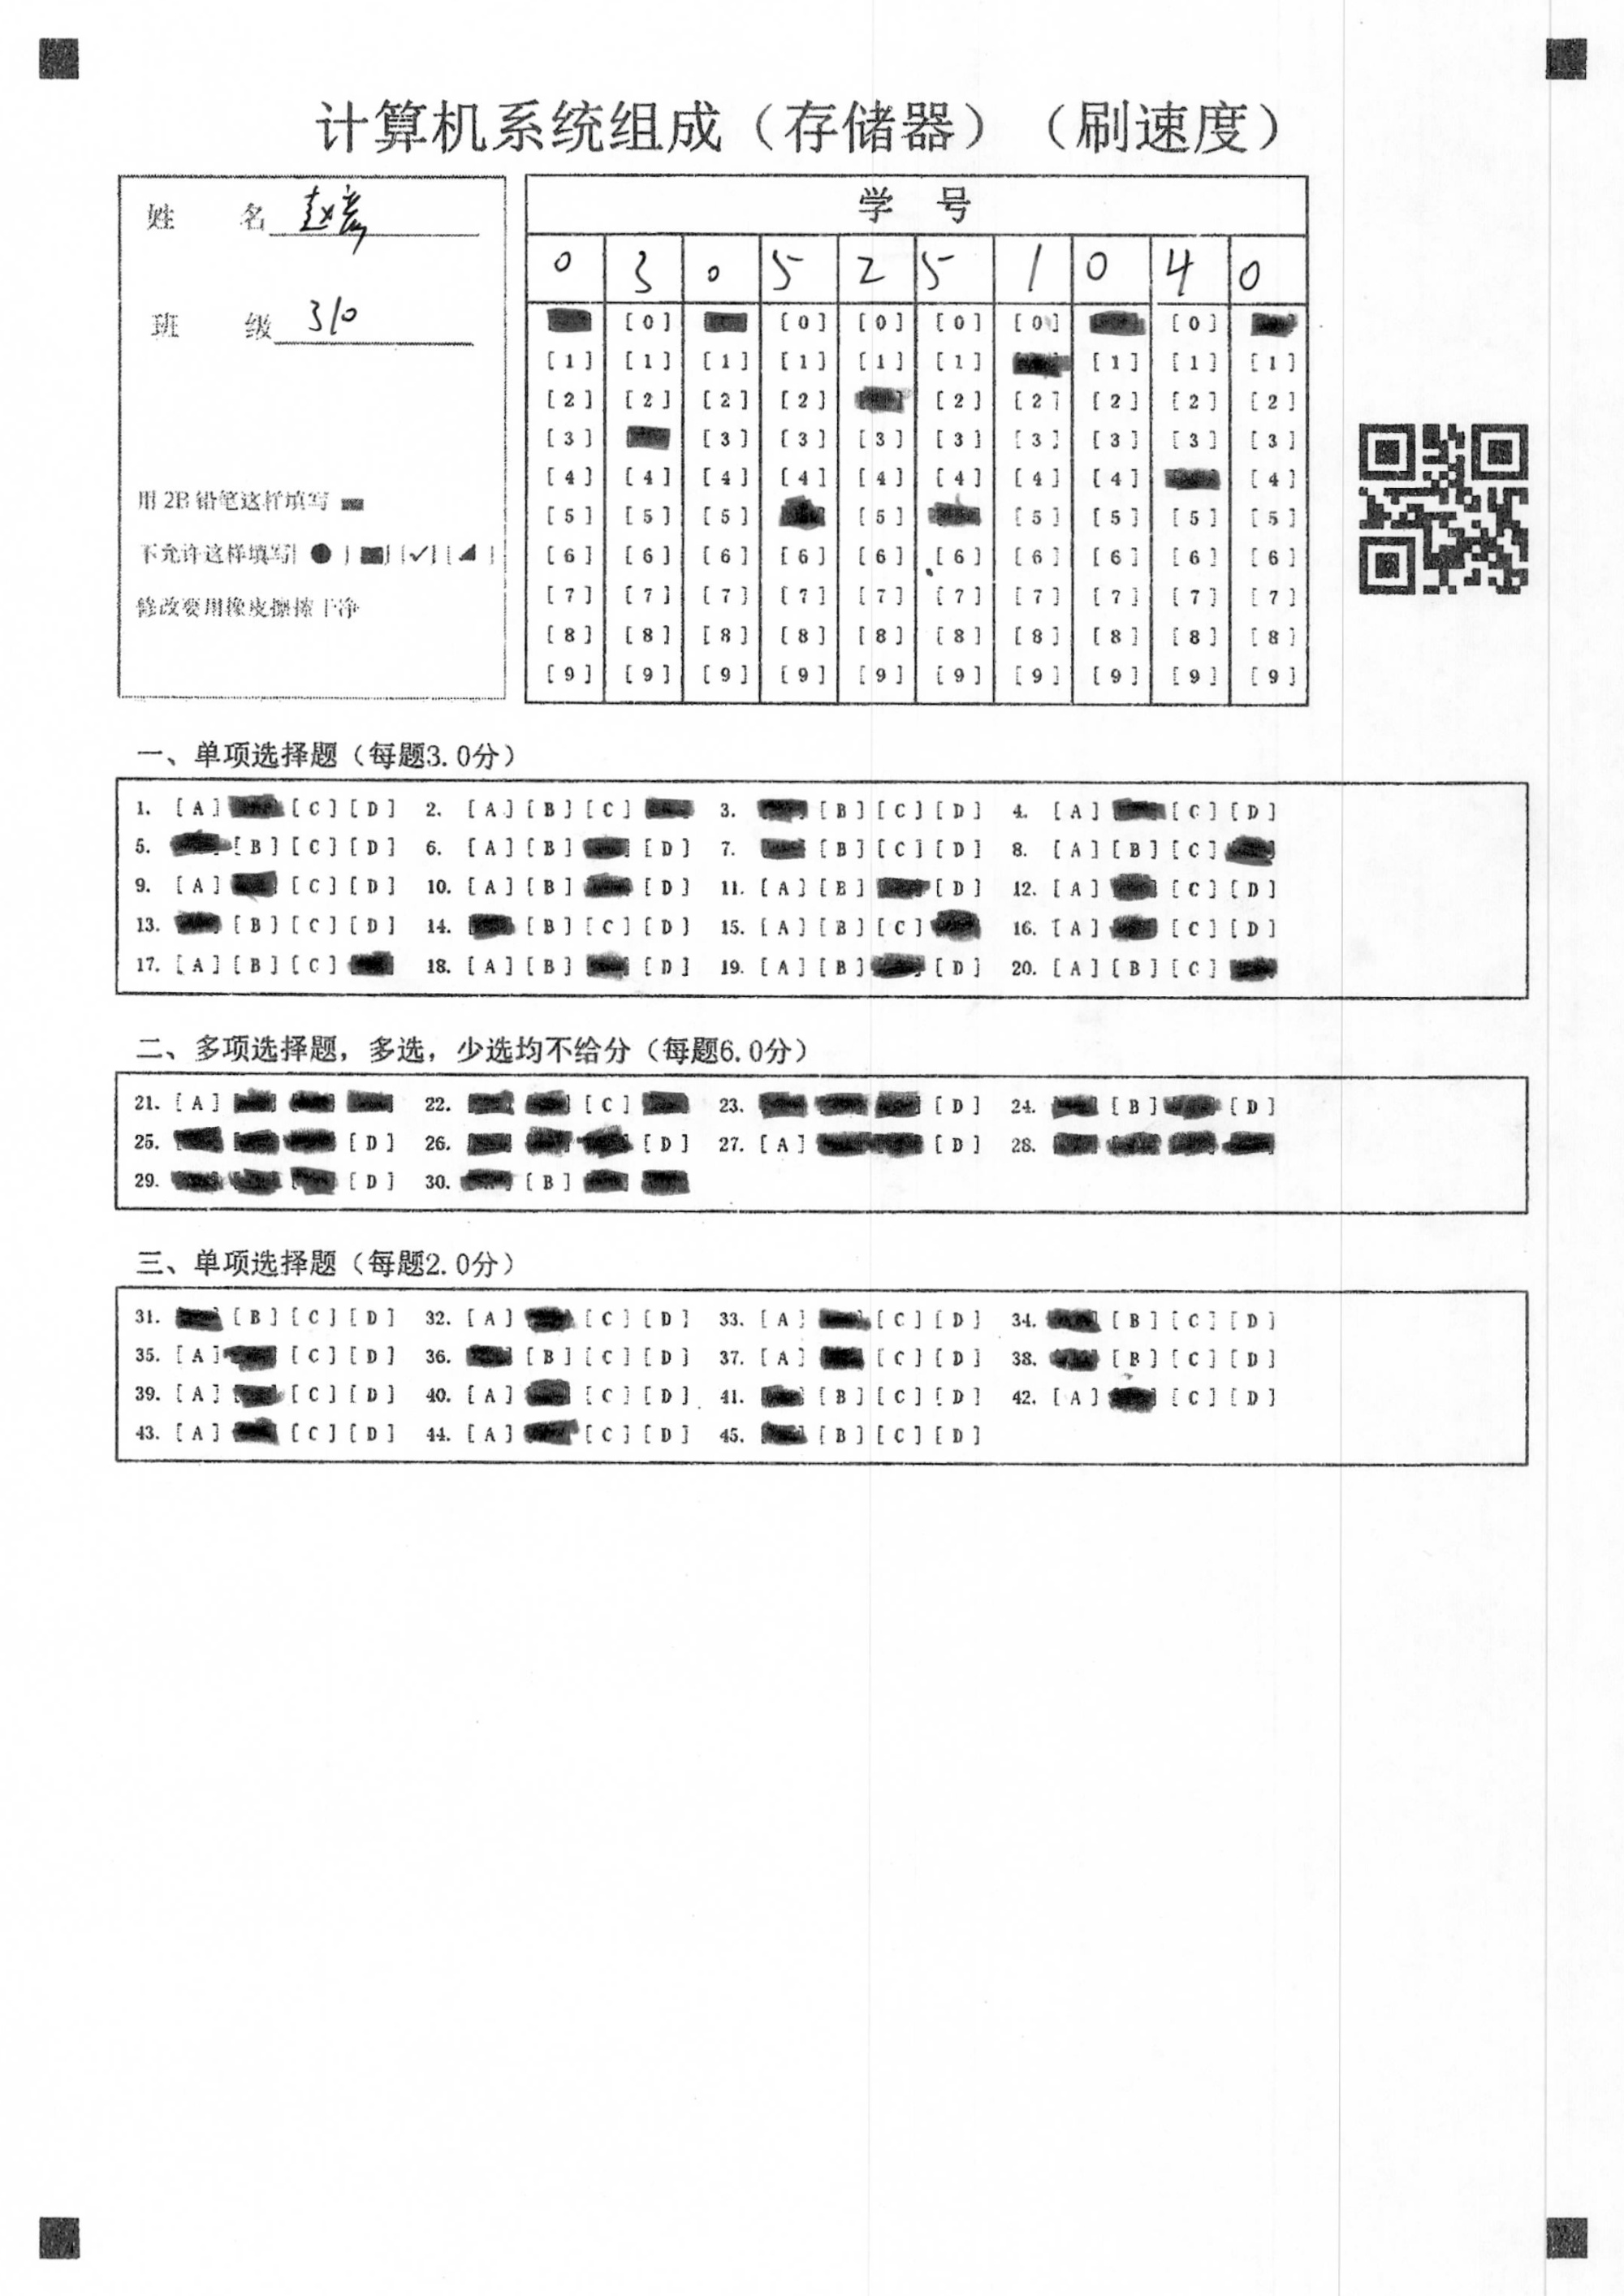 计算机系统组成（存储器）（刷速度）
姓 名 赵
班 级 310
用2B铅笔这样填写
不允许这样填写[●][■][✓][◢]
修改要用橡皮擦擦干净
学 号
0 3 0 5 2 5 1 0 4 0
[0] [0] [0] [0] [0] [0]
[1] [1] [1] [1] [1] [1] [1] [1] [1]
[2] [2] [2] [2] [2] [2] [2] [2] [2]
[3] [3] [3] [3] [3] [3] [3] [3] [3]
[4] [4] [4] [4] [4] [4] [4] [4] [4]
[5] [5] [5] [5] [5] [5] [5] [5]
[6] [6] [6] [6] [6] [6] [6] [6] [6] [6]
[7] [7] [7] [7] [7] [7] [7] [7] [7] [7]
[8] [8] [8] [8] [8] [8] [8] [8] [8] [8]
[9] [9] [9] [9] [9] [9] [9] [9] [9] [9]
一、单项选择题（每题3.0分）
1. [A] [C] [D] 2. [A] [B] [C] 3. [B] [C] [D] 4. [A] [C] [D]
5. [B] [C] [D] 6. [A] [B] [D] 7. [B] [C] [D] 8. [A] [B] [C]
9. [A] [C] [D] 10. [A] [B] [D] 11. [A] [B] [D] 12. [A] [C] [D]
13. [B] [C] [D] 14. [B] [C] [D] 15. [A] [B] [C] 16. [A] [C] [D]
17. [A] [B] [C] 18. [A] [B] [D] 19. [A] [B] [D] 20. [A] [B] [C]
二、多项选择题，多选，少选均不给分（每题6.0分）
21. [A] 22. [C] 23. [D] 24. [B] [D]
25. [D] 26. [D] 27. [A] [D] 28.
29. [D] 30. [B]
三、单项选择题（每题2.0分）
31. [B] [C] [D] 32. [A] [C] [D] 33. [A] [C] [D] 34. [B] [C] [D]
35. [A] [C] [D] 36. [B] [C] [D] 37. [A] [C] [D] 38. [B] [C] [D]
39. [A] [C] [D] 40. [A] [C] [D] 41. [B] [C] [D] 42. [A] [C] [D]
43. [A] [C] [D] 44. [A] [C] [D] 45. [B] [C] [D]